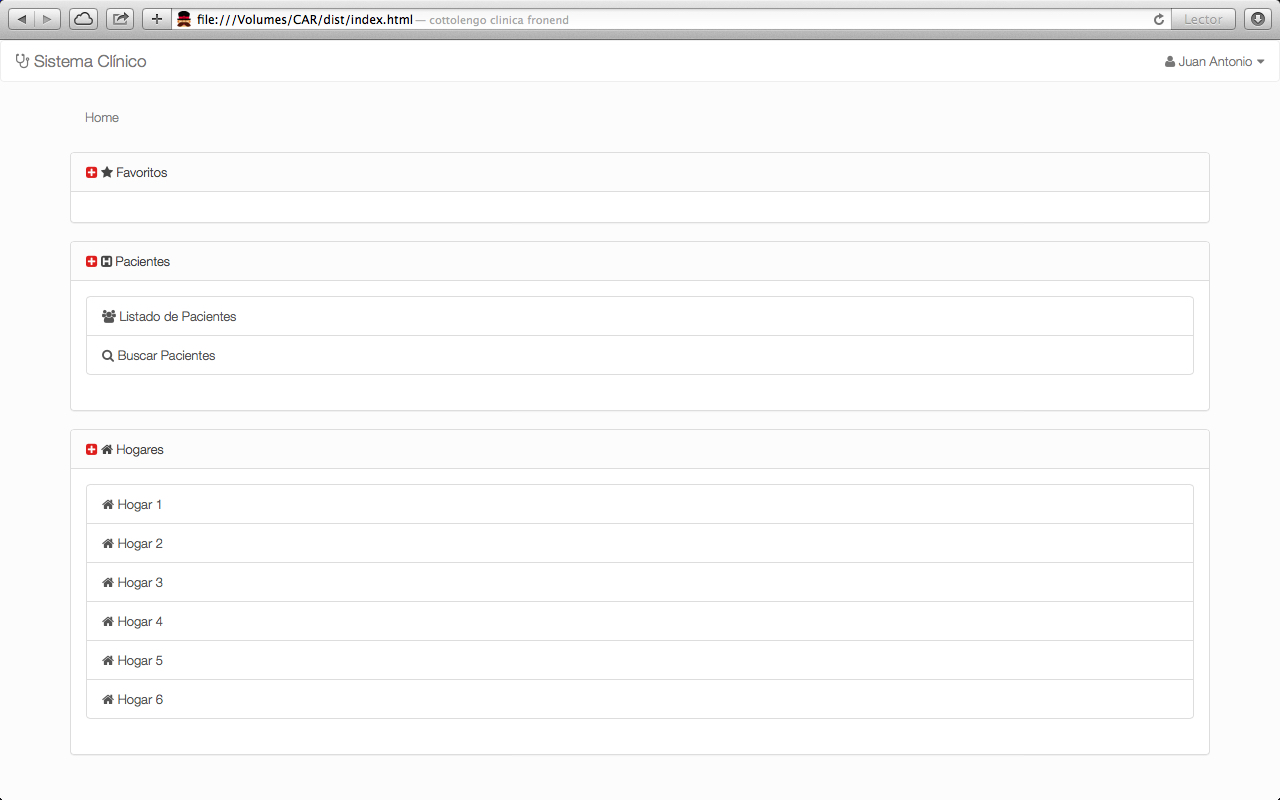 file:///Volumes/CAR/dist/index.html — cottolengo clinica fronend
Lector
Sistema Clínico
Juan Antonio
Home
Favoritos
Pacientes
Listado de Pacientes
Buscar Pacientes
Hogares
Hogar 1
Hogar 2
Hogar 3
Hogar 4
Hogar 5
Hogar 6